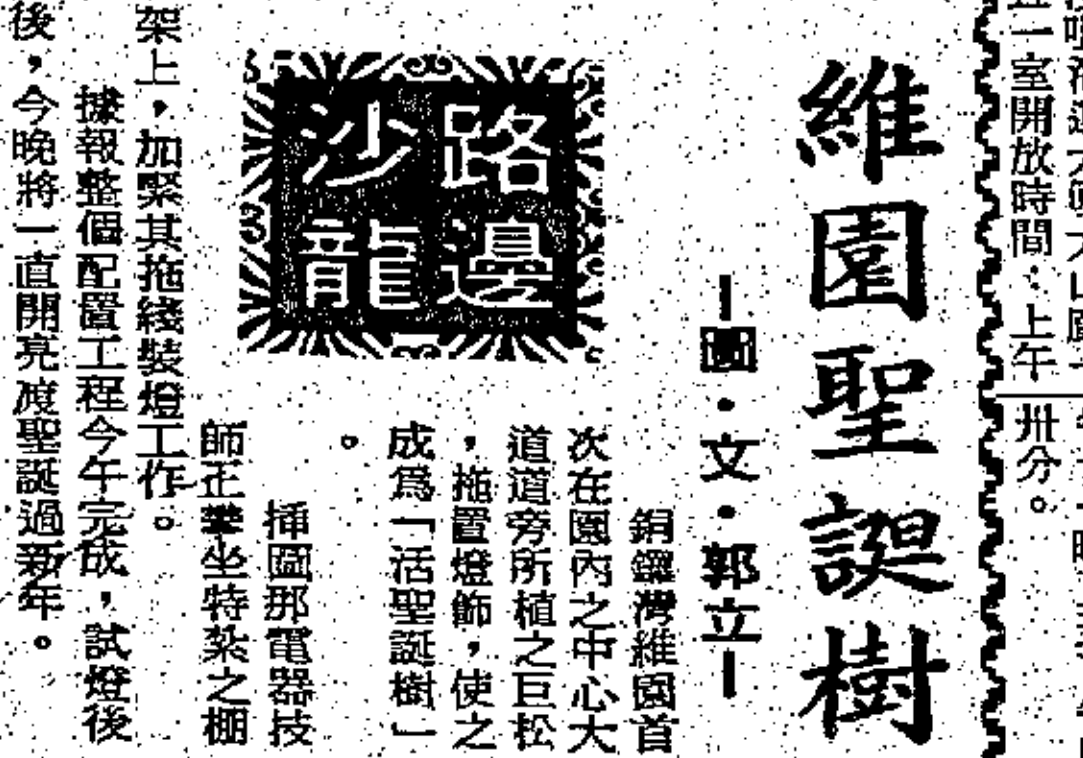 室開放時間：上午
卅分。
維園聖誕樹
—圖・文・郭立—
路邊
沙龍
銅鑼灣維園首
次在園內之中心大
道道旁所植之巨松
，拖置燈飾，使之
成爲「活聖誕樹」
。
揷圖那電器技
師正攀坐特紮之棚
架上，加緊其拖綫裝燈工作。
據報整個配置工程今午完成，試燈後
後，今晚將一直開亮渡聖誕過新年。